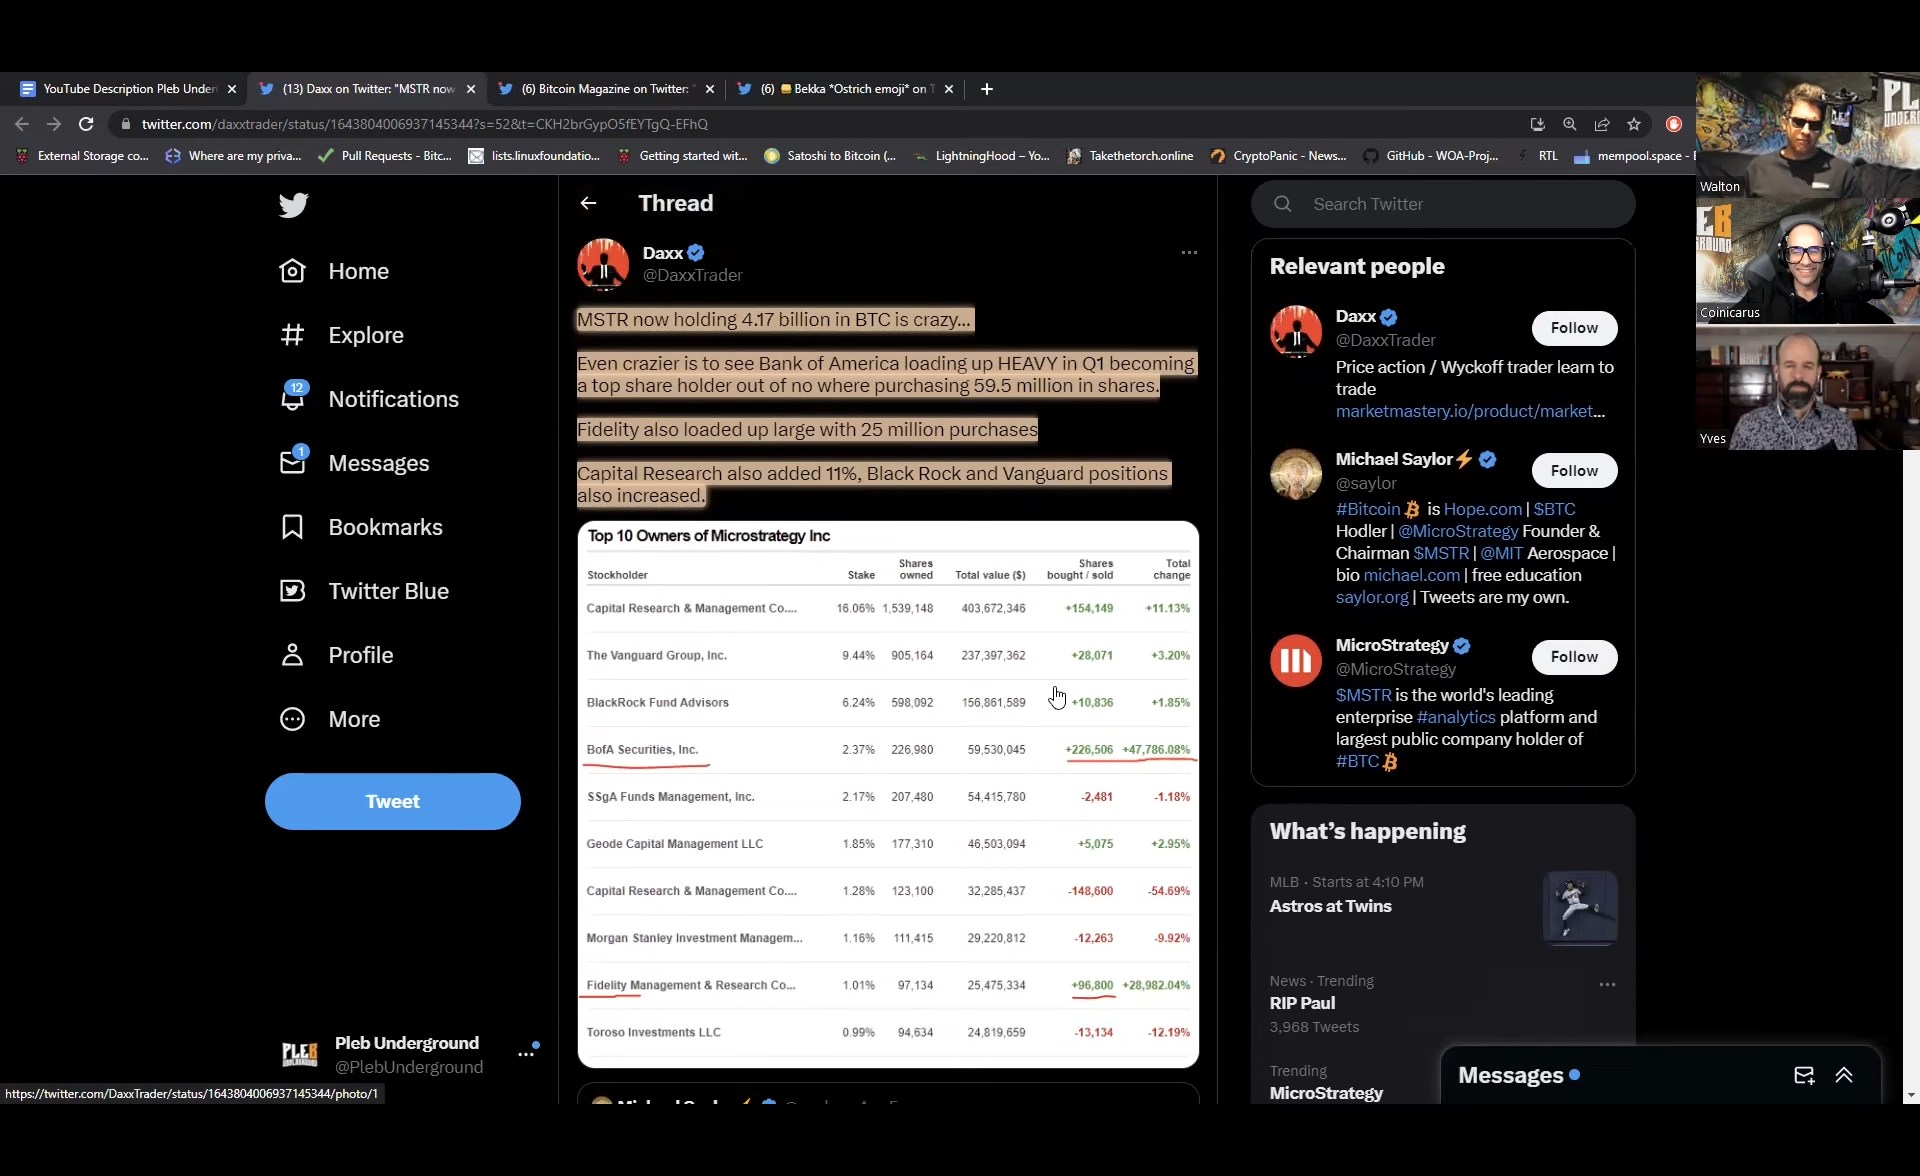 YouTube Description Pleb Under
(13) Daxx on Twitter: "MSTR now
(6) Bitcoin Magazine on Twitter: "
(6) Bekka *Ostrich emoji* on T
twitter.com/daxxtrader/status/1643804006937145344?s=52&t=CKH2brGypO5fEYTgQ-EFhQ
External Storage co...
Where are my priva...
Pull Requests - Bitc...
lists.linuxfoundatio...
Getting started wit...
Satoshi to Bitcoin (...
LightningHood – Yo...
Takethetorch.online
CryptoPanic - News...
GitHub - WOA-Proj...
RTL
mempool.space -
Walton
Coinicarus
Yves
Home
Explore
12
Notifications
1
Messages
Bookmarks
Twitter Blue
Profile
More
Tweet
PLEB
Pleb Underground
@PlebUnderground
https://twitter.com/DaxxTrader/status/1643804006937145344/photo/1
Thread
Daxx
@DaxxTrader
MSTR now holding 4.17 billion in BTC is crazy...
Even crazier is to see Bank of America loading up HEAVY in Q1 becoming
a top share holder out of no where purchasing 59.5 million in shares.
Fidelity also loaded up large with 25 million purchases
Capital Research also added 11%, Black Rock and Vanguard positions
also increased.
Top 10 Owners of Microstrategy Inc
Stockholder Stake Shares owned Total value ($) Shares bought / sold Total change
Capital Research & Management Co.... 16.06% 1,539,148 403,672,346 +154,149 +11.13%
The Vanguard Group, Inc. 9.44% 905,164 237,397,362 +28,071 +3.20%
BlackRock Fund Advisors 6.24% 598,092 156,861,589 +10,836 +1.85%
BofA Securities, Inc. 2.37% 226,980 59,530,045 +226,506 +47,786.08%
SSgA Funds Management, Inc. 2.17% 207,480 54,415,780 -2,481 -1.18%
Geode Capital Management LLC 1.85% 177,310 46,503,094 +5,075 +2.95%
Capital Research & Management Co.... 1.28% 123,100 32,285,437 -148,600 -54.69%
Morgan Stanley Investment Managem... 1.16% 111,415 29,220,812 -12,263 -9.92%
Fidelity Management & Research Co... 1.01% 97,134 25,475,334 +96,800 +28,982.04%
Toroso Investments LLC 0.99% 94,634 24,819,659 -13,134 -12.19%
Search Twitter
Relevant people
Daxx
@DaxxTrader
Follow
Price action / Wyckoff trader learn to
trade
marketmastery.io/product/market...
Michael Saylor
@saylor
Follow
#Bitcoin is Hope.com | $BTC
Hodler | @MicroStrategy Founder &
Chairman $MSTR | @MIT Aerospace |
bio michael.com | free education
saylor.org | Tweets are my own.
MicroStrategy
@MicroStrategy
Follow
$MSTR is the world's leading
enterprise #analytics platform and
largest public company holder of
#BTC
What's happening
MLB · Starts at 4:10 PM
Astros at Twins
News · Trending
RIP Paul
3,968 Tweets
Trending
MicroStrategy
Messages